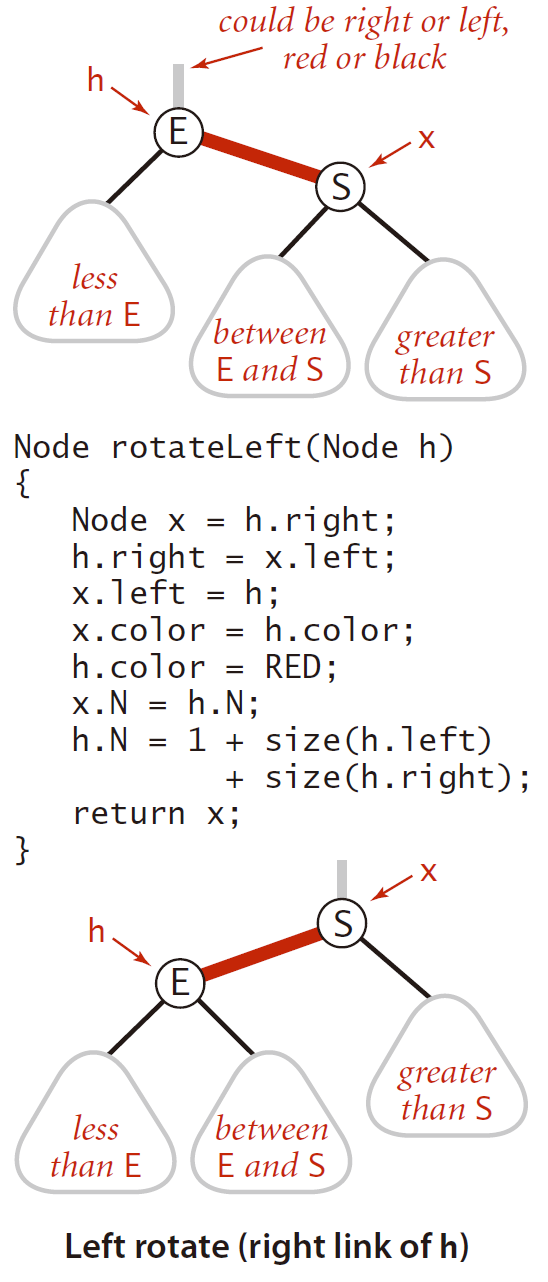 could be right or left,
red or black
h
E
x
S
less
than E
between
E and S
greater
than S
Node rotateLeft(Node h)
{
   Node x = h.right;
   h.right = x.left;
   x.left = h;
   x.color = h.color;
   h.color = RED;
   x.N = h.N;
   h.N = 1 + size(h.left)
           + size(h.right);
   return x;
}
x
S
h
E
greater
than S
less
than E
between
E and S
Left rotate (right link of h)